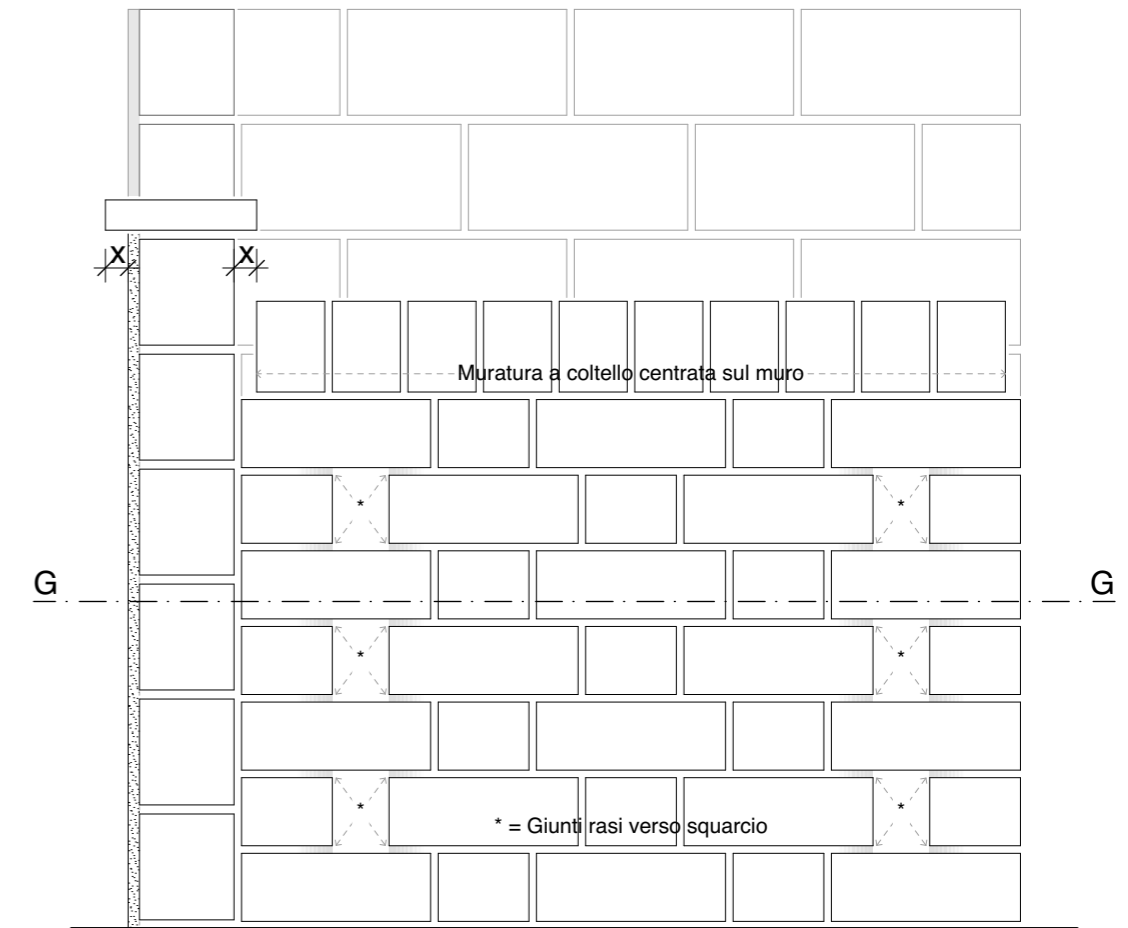 X X
Muratura a coltello centrata sul muro
*
*
G
G
*
*
*
*
* = Giunti rasi verso squarcio